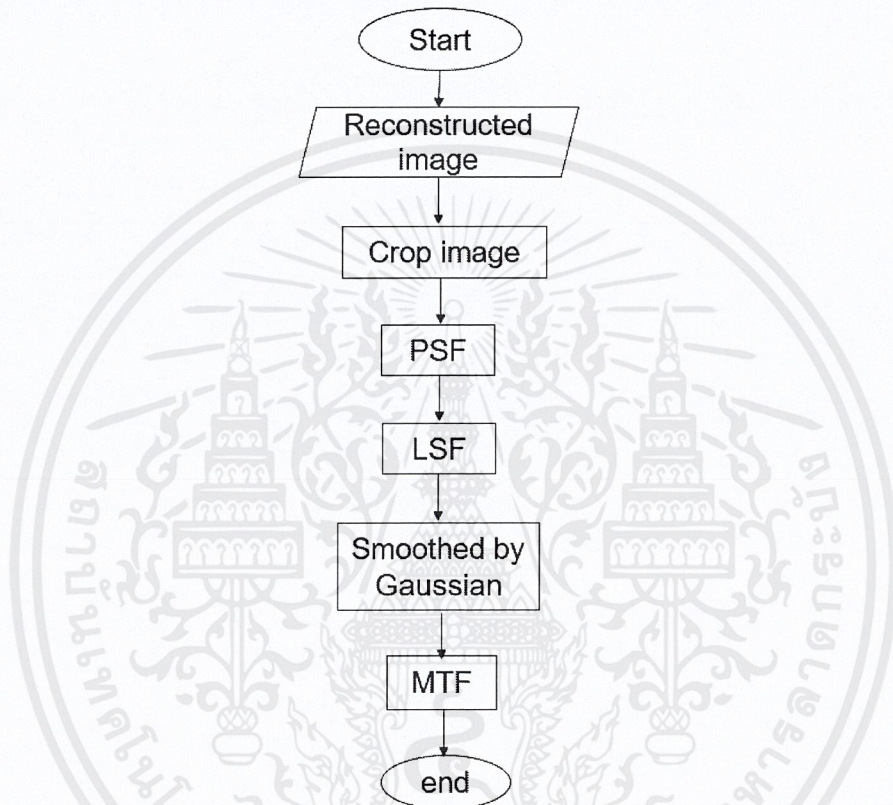 Start
Reconstructed
image
Crop image
PSF
LSF
Smoothed by
Gaussian
MTF
end